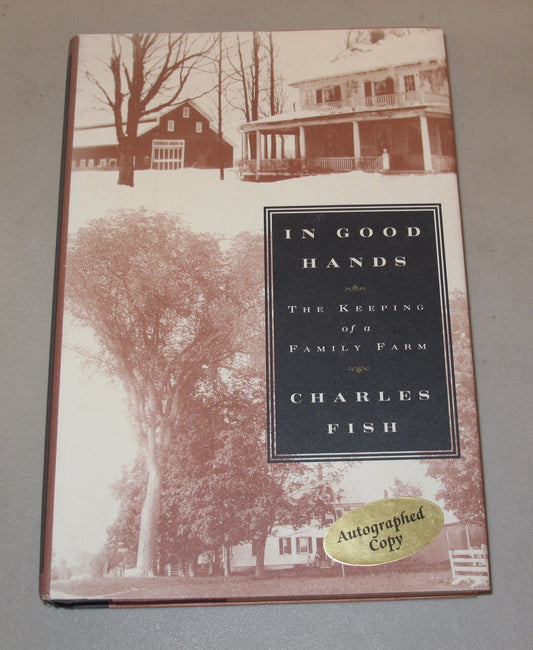 IN GOOD
HANDS
THE KEEPING
of a
FAMILY FARM
CHARLES
FISH
Autographed
Copy